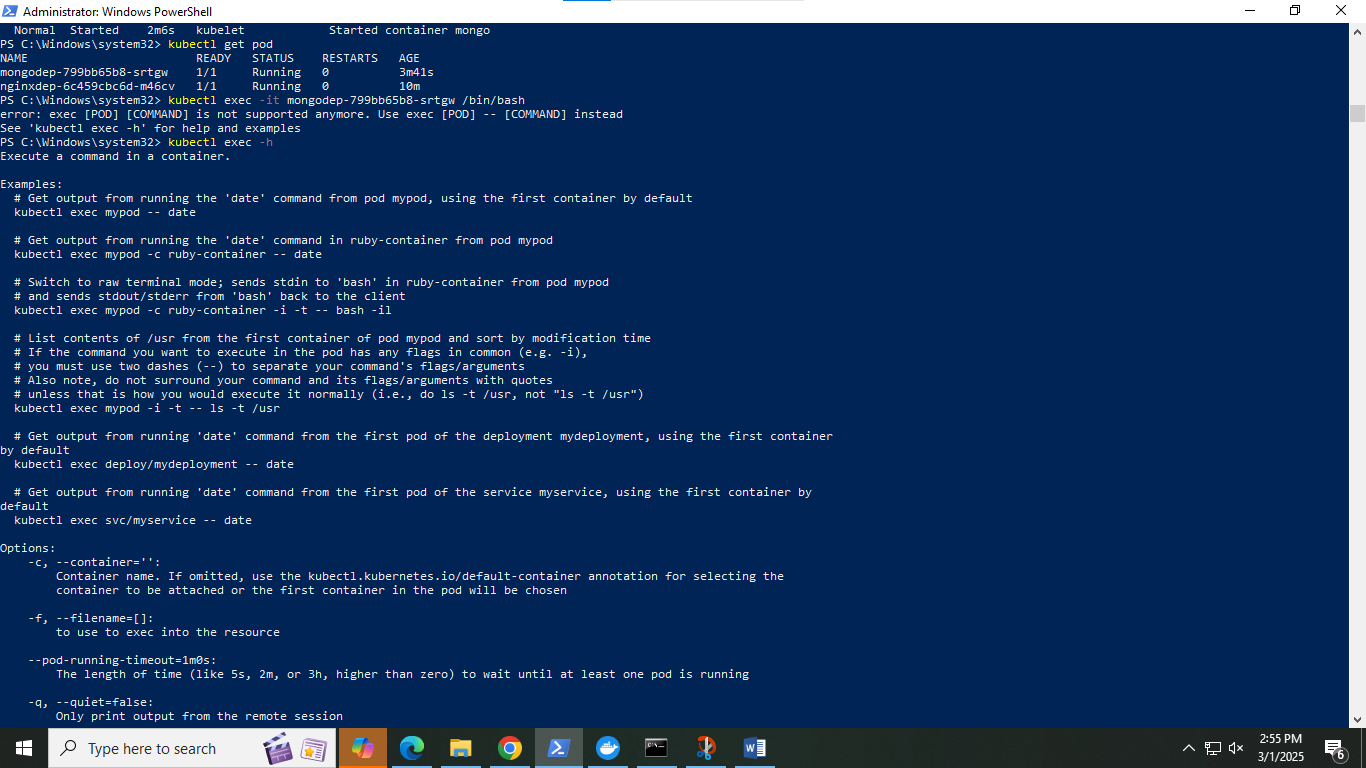 Administrator: Windows PowerShell
  Normal  Started    2m6s   kubelet            Started container mongo
PS C:\Windows\system32> kubectl get pod
NAME                        READY   STATUS    RESTARTS   AGE
mongodep-799bb65b8-srtgw    1/1     Running   0          3m41s
nginxdep-6c459cbc6d-m46cv   1/1     Running   0          10m
PS C:\Windows\system32> kubectl exec -it mongodep-799bb65b8-srtgw /bin/bash
error: exec [POD] [COMMAND] is not supported anymore. Use exec [POD] -- [COMMAND] instead
See 'kubectl exec -h' for help and examples
PS C:\Windows\system32> kubectl exec -h
Execute a command in a container.

Examples:
  # Get output from running the 'date' command from pod mypod, using the first container by default
  kubectl exec mypod -- date

  # Get output from running the 'date' command in ruby-container from pod mypod
  kubectl exec mypod -c ruby-container -- date

  # Switch to raw terminal mode; sends stdin to 'bash' in ruby-container from pod mypod
  # and sends stdout/stderr from 'bash' back to the client
  kubectl exec mypod -c ruby-container -i -t -- bash -il

  # List contents of /usr from the first container of pod mypod and sort by modification time
  # If the command you want to execute in the pod has any flags in common (e.g. -i),
  # you must use two dashes (--) to separate your command's flags/arguments
  # Also note, do not surround your command and its flags/arguments with quotes
  # unless that is how you would execute it normally (i.e., do ls -t /usr, not "ls -t /usr")
  kubectl exec mypod -i -t -- ls -t /usr

  # Get output from running 'date' command from the first pod of the deployment mydeployment, using the first container
by default
  kubectl exec deploy/mydeployment -- date

  # Get output from running 'date' command from the first pod of the service myservice, using the first container by
default
  kubectl exec svc/myservice -- date

Options:
    -c, --container='':
        Container name. If omitted, use the kubectl.kubernetes.io/default-container annotation for selecting the
        container to be attached or the first container in the pod will be chosen

    -f, --filename=[]:
        to use to exec into the resource

    --pod-running-timeout=1m0s:
        The length of time (like 5s, 2m, or 3h, higher than zero) to wait until at least one pod is running

    -q, --quiet=false:
        Only print output from the remote session
Type here to search
2:55 PM
3/1/2025
6